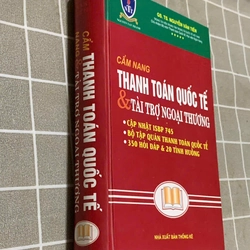 GS. TS. NGUYỄN VĂN TIẾN
CẨM NANG
THANH TOÁN QUỐC TẾ
& TÀI TRỢ NGOẠI THƯƠNG
• CẬP NHẬT ISBP 745
• BỘ TẬP QUÁN THANH TOÁN QUỐC TẾ
• 350 HỎI ĐÁP & 20 TÌNH HUỐNG
NHÀ XUẤT BẢN THỐNG KÊ
CẨM NANG
THANH TOÁN QUỐC TẾ
& TÀI TRỢ NGOẠI THƯƠNG